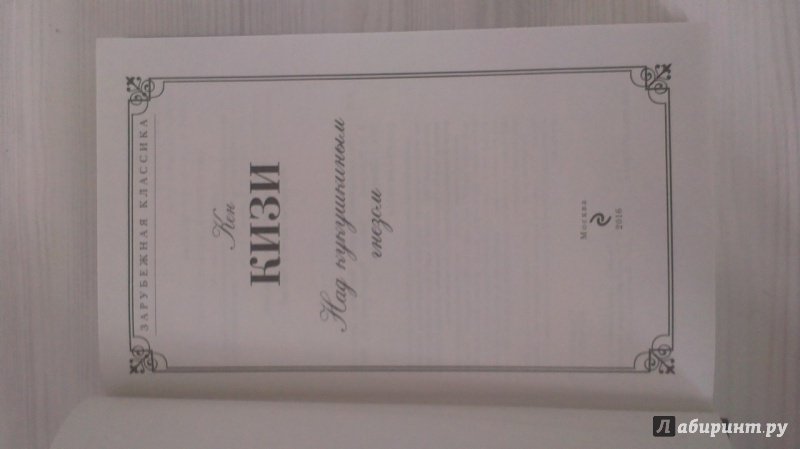 ЗАРУБЕЖНАЯ КЛАССИКА
Кен
КИЗИ
Над кукушкиным
гнездом
Москва
2016
Лабиринт.ру